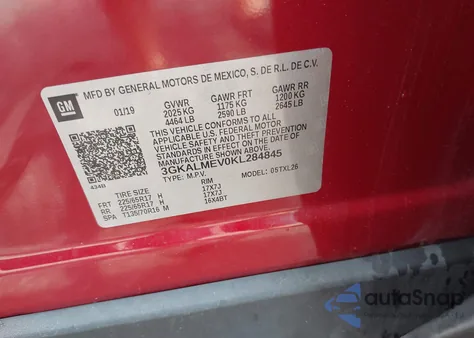 GM
MFD BY GENERAL MOTORS DE MEXICO, S. DE R.L. DE C.V.
01/19 GVWR GAWR FRT GAWR RR
2025 KG 1175 KG 1200 KG
4464 LB 2590 LB 2645 LB
THIS VEHICLE CONFORMS TO ALL
APPLICABLE U.S. FEDERAL MOTOR
VEHICLE SAFETY AND THEFT PREVENTION
STANDARDS IN EFFECT ON THE DATE OF
MANUFACTURE SHOWN ABOVE.
3GKALMEV0KL284845
TYPE: M.P.V. MODEL: 05TXL26
434B
TIRE SIZE RIM
FRT 225/65R17 H 17X7J
RR 225/65R17 H 17X7J
SPA T135/70R16 M 16X4BT
autoSnap